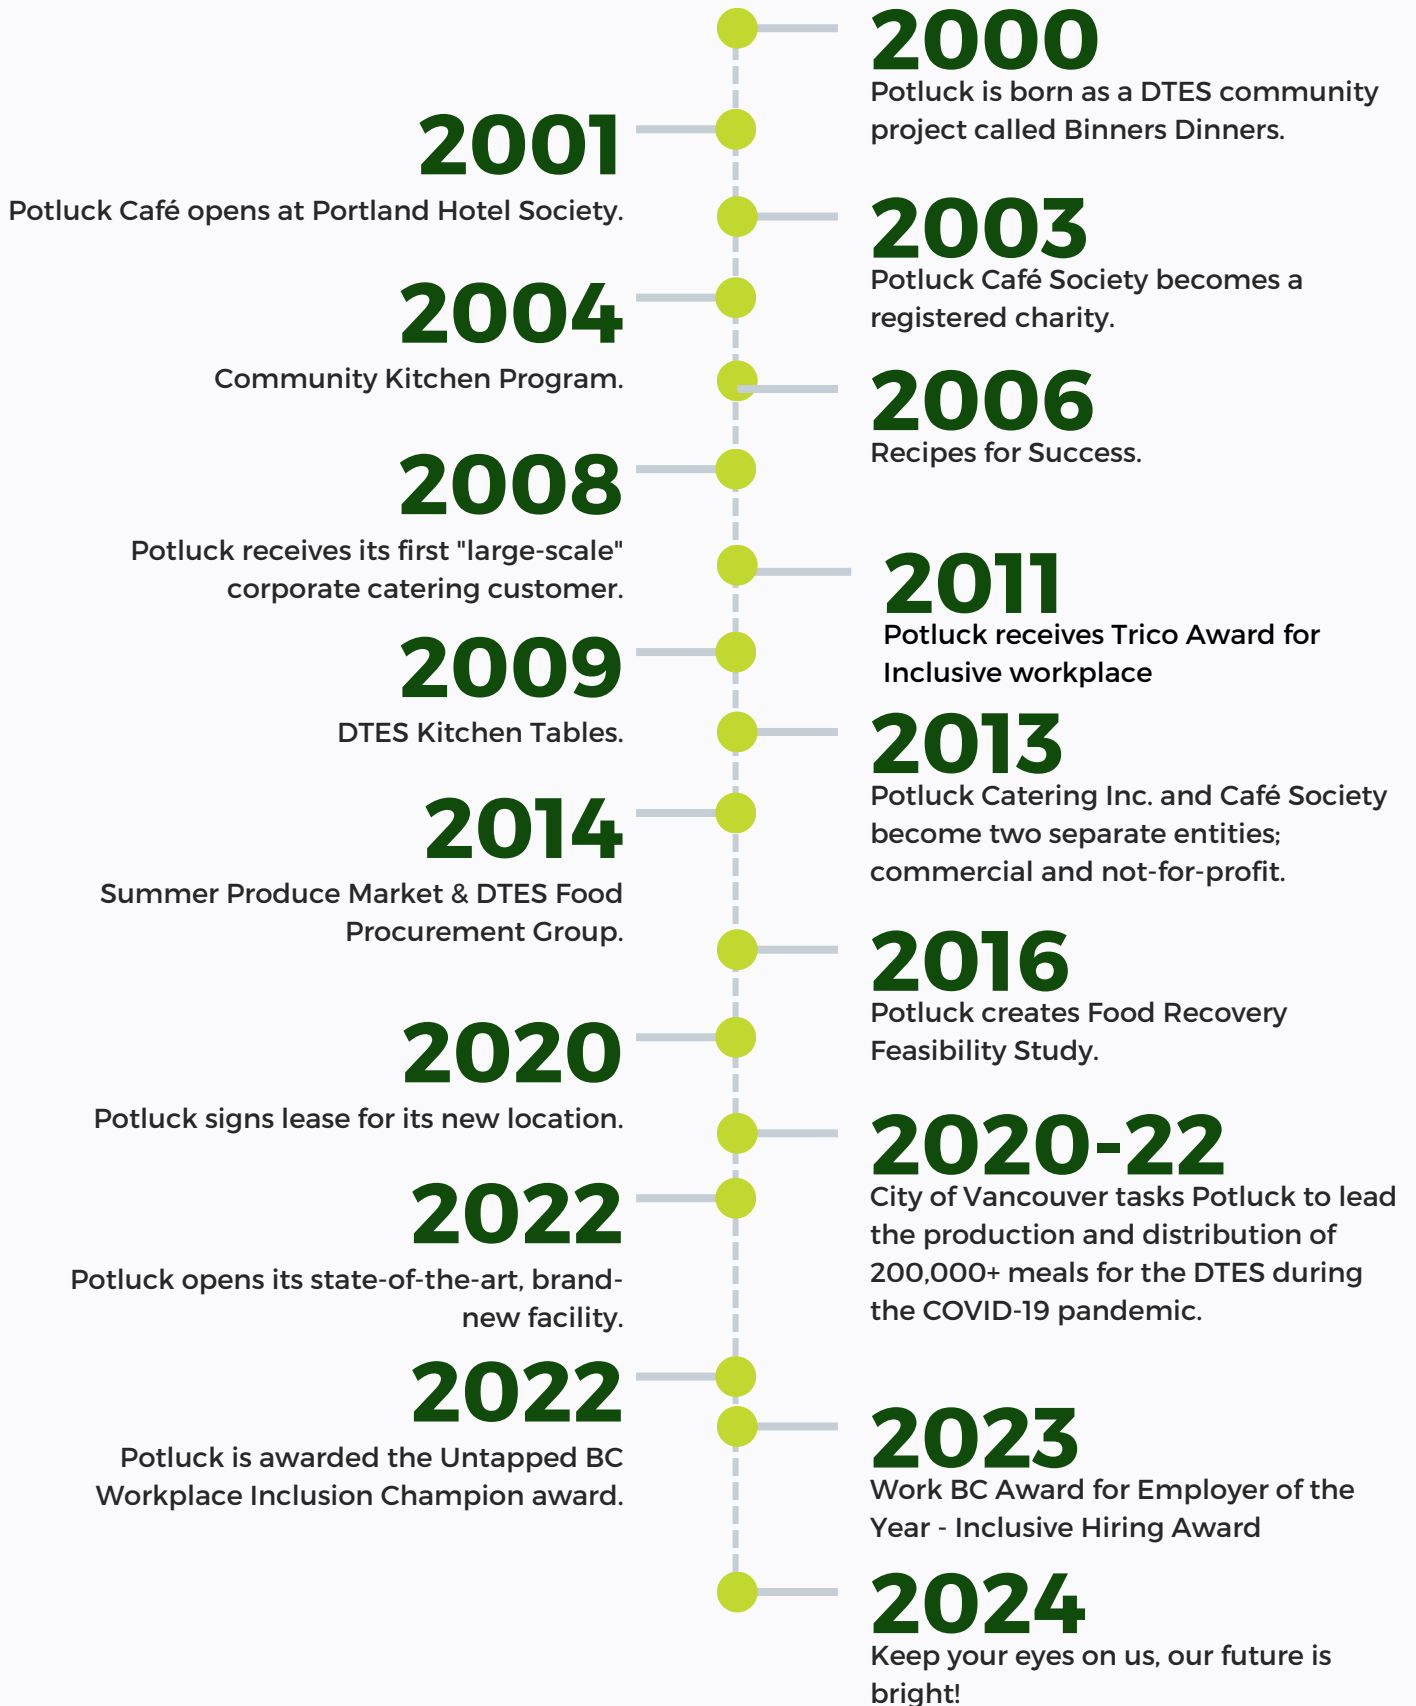 2000
Potluck is born as a DTES community
project called Binners Dinners.
2001
Potluck Café opens at Portland Hotel Society.
2003
Potluck Café Society becomes a
registered charity.
2004
Community Kitchen Program.
2006
Recipes for Success.
2008
Potluck receives its first "large-scale"
corporate catering customer.
2009
DTES Kitchen Tables.
2011
Potluck receives Trico Award for
Inclusive workplace
2013
Potluck Catering Inc. and Café Society
become two separate entities;
commercial and not-for-profit.
2014
Summer Produce Market & DTES Food
Procurement Group.
2016
Potluck creates Food Recovery
Feasibility Study.
2020
Potluck signs lease for its new location.
2020-22
City of Vancouver tasks Potluck to lead
the production and distribution of
200,000+ meals for the DTES during
the COVID-19 pandemic.
2022
Potluck opens its state-of-the-art, brand-
new facility.
2022
Potluck is awarded the Untapped BC
Workplace Inclusion Champion award.
2023
Work BC Award for Employer of the
Year - Inclusive Hiring Award
2024
Keep your eyes on us, our future is
bright!